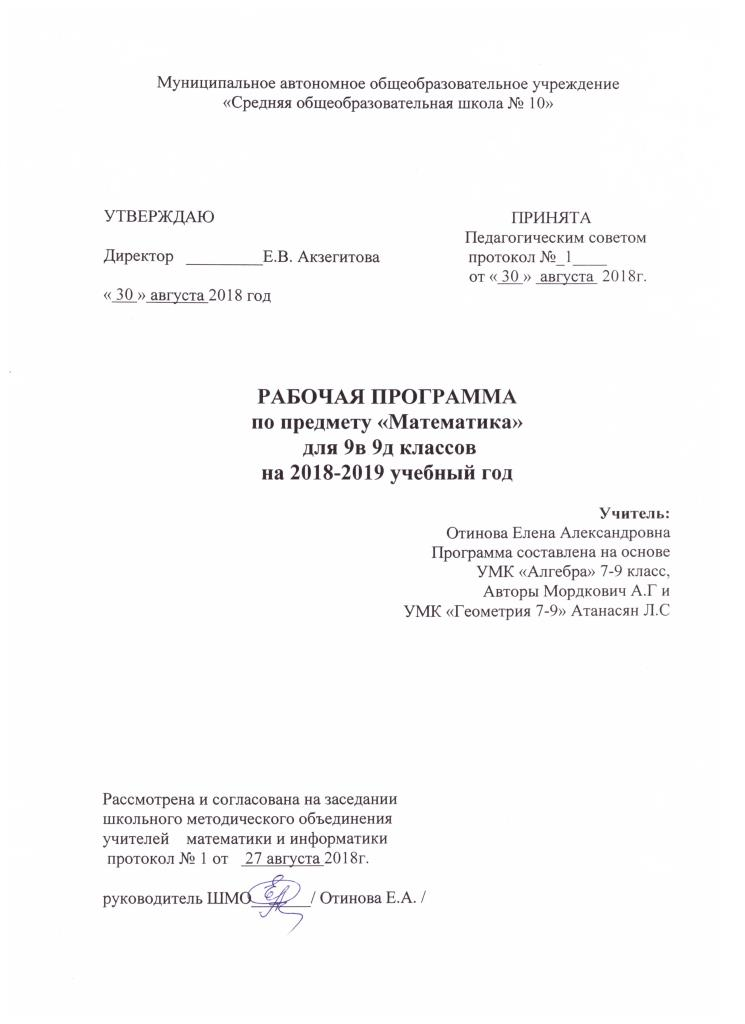 Муниципальное автономное общеобразовательное учреждение
«Средняя общеобразовательная школа № 10»
УТВЕРЖДАЮ
Директор __________Е.В. Акзегитова
« 30 » августа 2018 год
ПРИНЯТА
Педагогическим советом
протокол №_1____
от « 30 » августа 2018г.
РАБОЧАЯ ПРОГРАММА
по предмету «Математика»
для 9в 9д классов
на 2018-2019 учебный год
Учитель:
Отинова Елена Александровна
Программа составлена на основе
УМК «Алгебра» 7-9 класс,
Авторы Мордкович А.Г и
УМК «Геометрия 7-9» Атанасян Л.С
Рассмотрена и согласована на заседании
школьного методического объединения
учителей математики и информатики
протокол № 1 от 27 августа 2018г.
руководитель ШМО_______/ Отинова Е.А. /